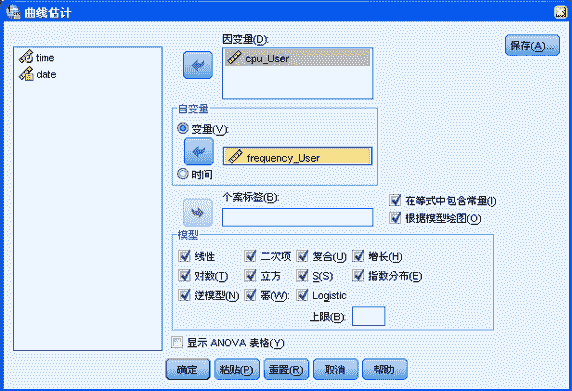 曲线估计
time
date
因变量(D):
cpu_User
保存(A)...
自变量
变量(V):
frequency_User
时间
个案标签(B):
在等式中包含常量(I)
根据模型绘图(O)
模型
线性 二次项 复合(U) 增长(H)
对数(T) 立方 S(S) 指数分布(E)
逆模型(N) 幂(W): Logistic
上限(B):
显示 ANOVA 表格(Y)
确定 粘贴(P) 重置(R) 取消 帮助